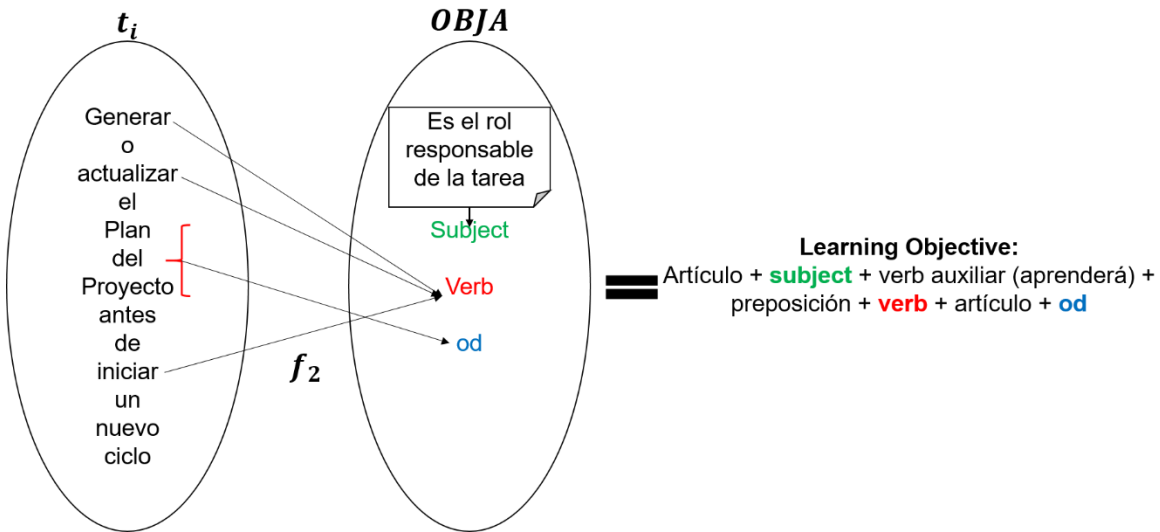 t_i
Generar
o
actualizar
el
Plan
del
Proyecto
antes
de
iniciar
un
nuevo
ciclo
f_2
OBJA
Es el rol
responsable
de la tarea
Subject
Verb
od
Learning Objective:
Artículo + subject + verb auxiliar (aprenderá) +
preposición + verb + artículo + od